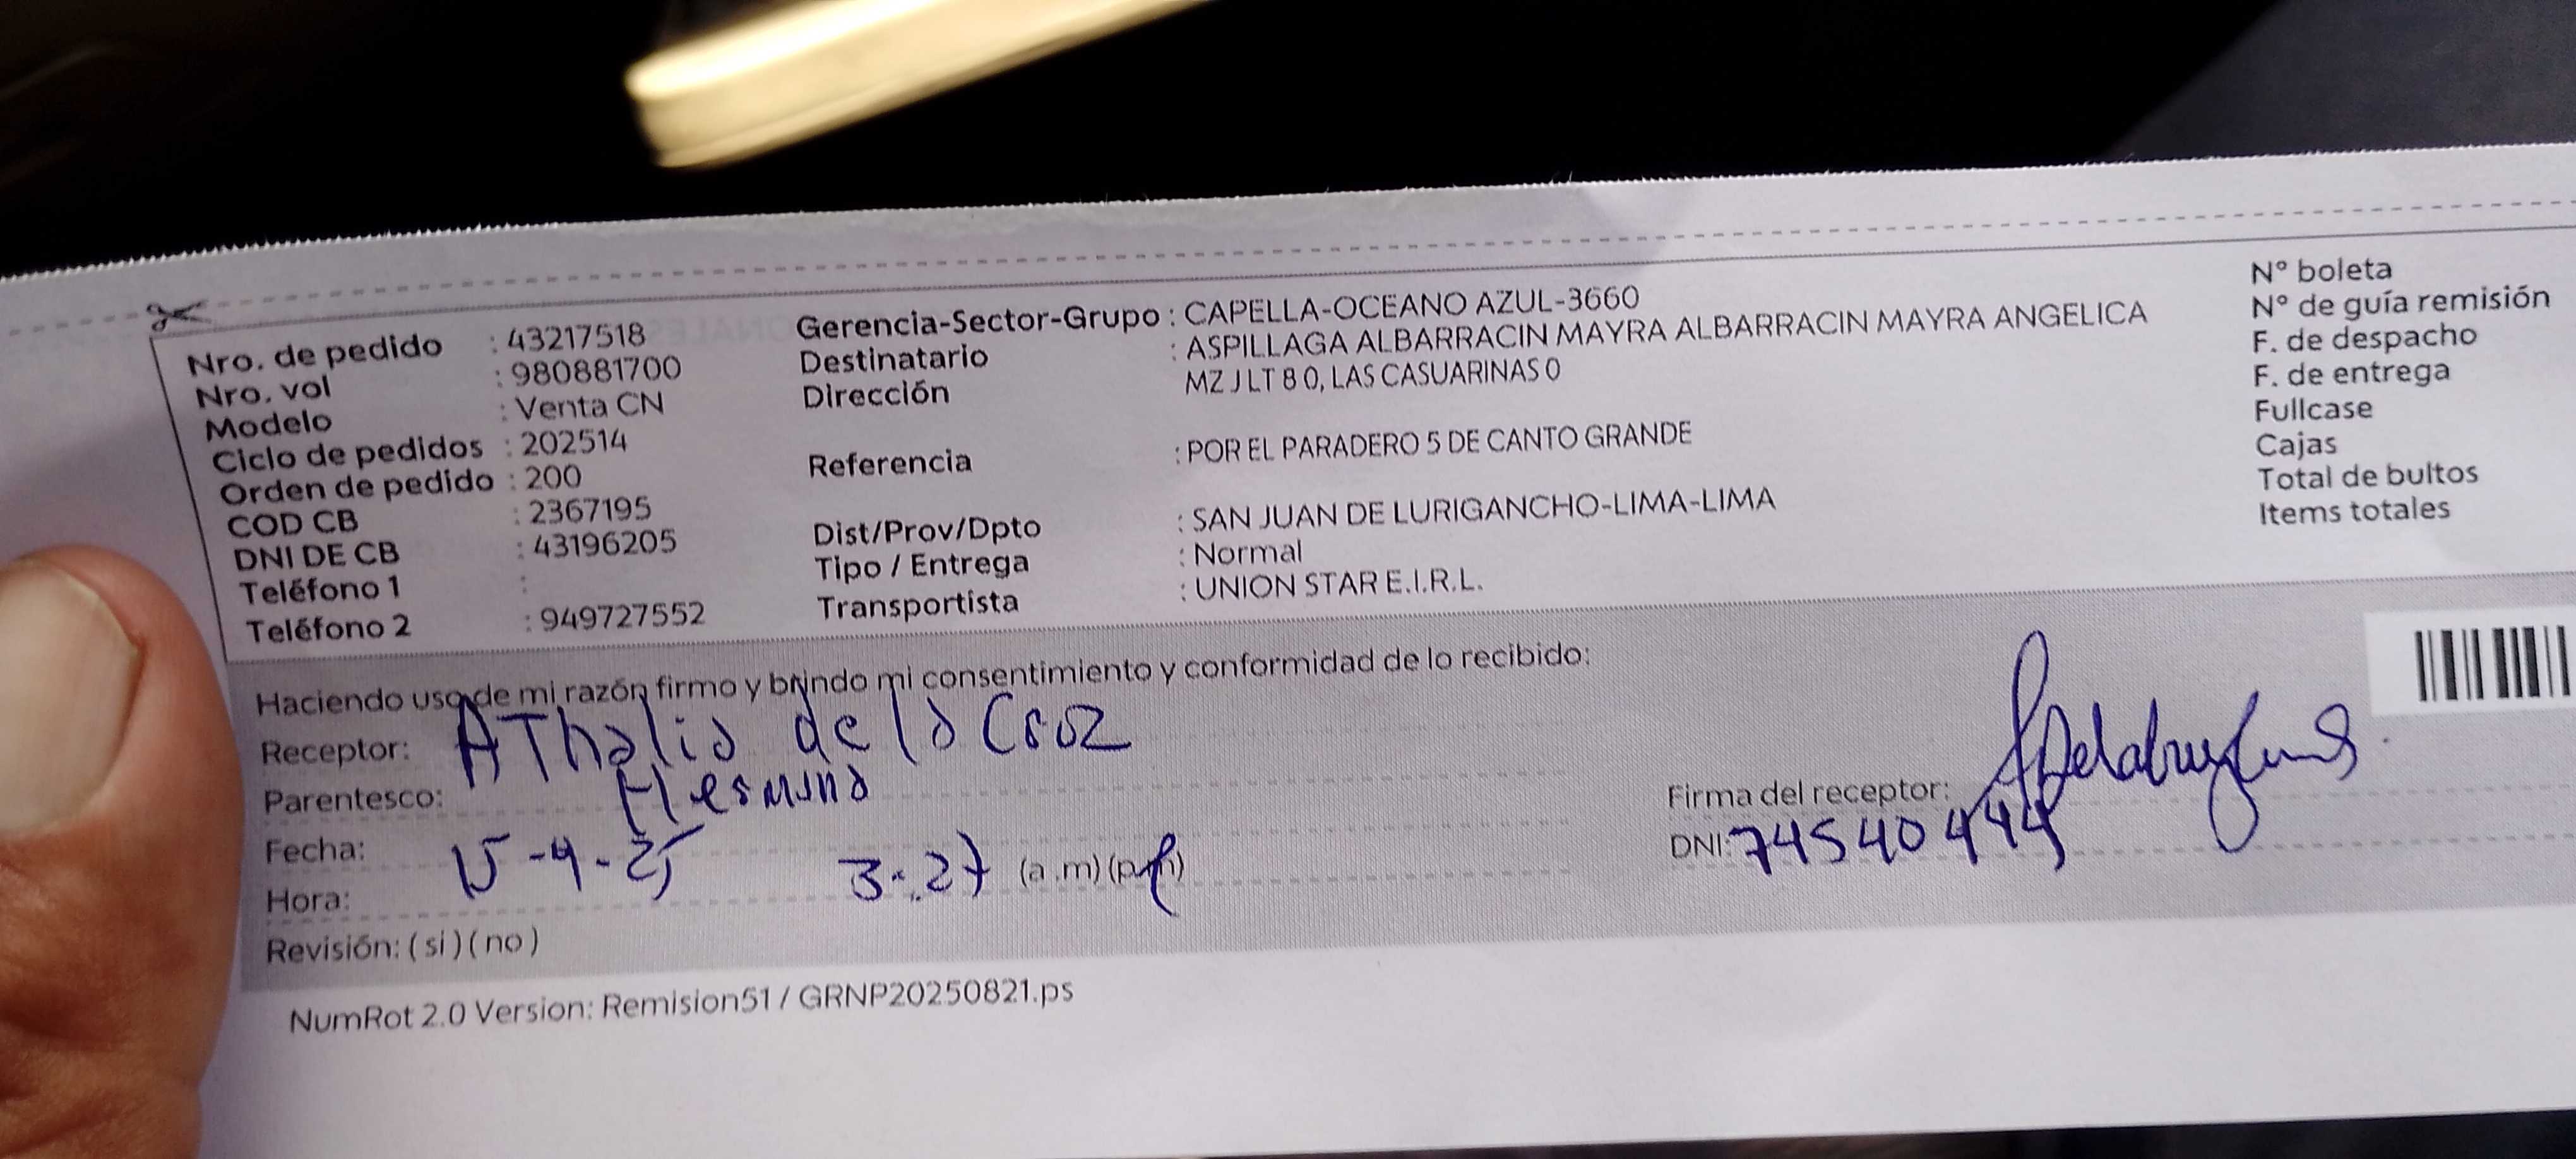 Nro. de pedido : 43217518
Nro. vol : 980881700
Modelo : Venta CN
Ciclo de pedidos : 202514
Orden de pedido : 200
COD CB : 2367195
DNI DE CB : 43196205
Teléfono 1 :
Teléfono 2 : 949727552
Gerencia-Sector-Grupo : CAPELLA-OCEANO AZUL-3660
Destinatario : ASPILLAGA ALBARRACIN MAYRA ALBARRACIN MAYRA ANGELICA
Dirección MZ J LT 8 0, LAS CASUARINAS 0
Referencia : POR EL PARADERO 5 DE CANTO GRANDE
Dist/Prov/Dpto : SAN JUAN DE LURIGANCHO-LIMA-LIMA
Tipo / Entrega : Normal
Transportista : UNION STAR E.I.R.L.
N° boleta
N° de guía remisión
F. de despacho
F. de entrega
Fullcase
Cajas
Total de bultos
Items totales
Haciendo uso de mi razón firmo y brindo mi consentimiento y conformidad de lo recibido:
Receptor: AThalia de la Cruz
Parentesco: Hermana
Fecha: 15-9-25
Hora: 3:27 (a.m) (p.m)
Revisión: ( si ) ( no )
Firma del receptor:
DNI: 74540444
NumRot 2.0 Version: Remision51 / GRNP20250821.ps